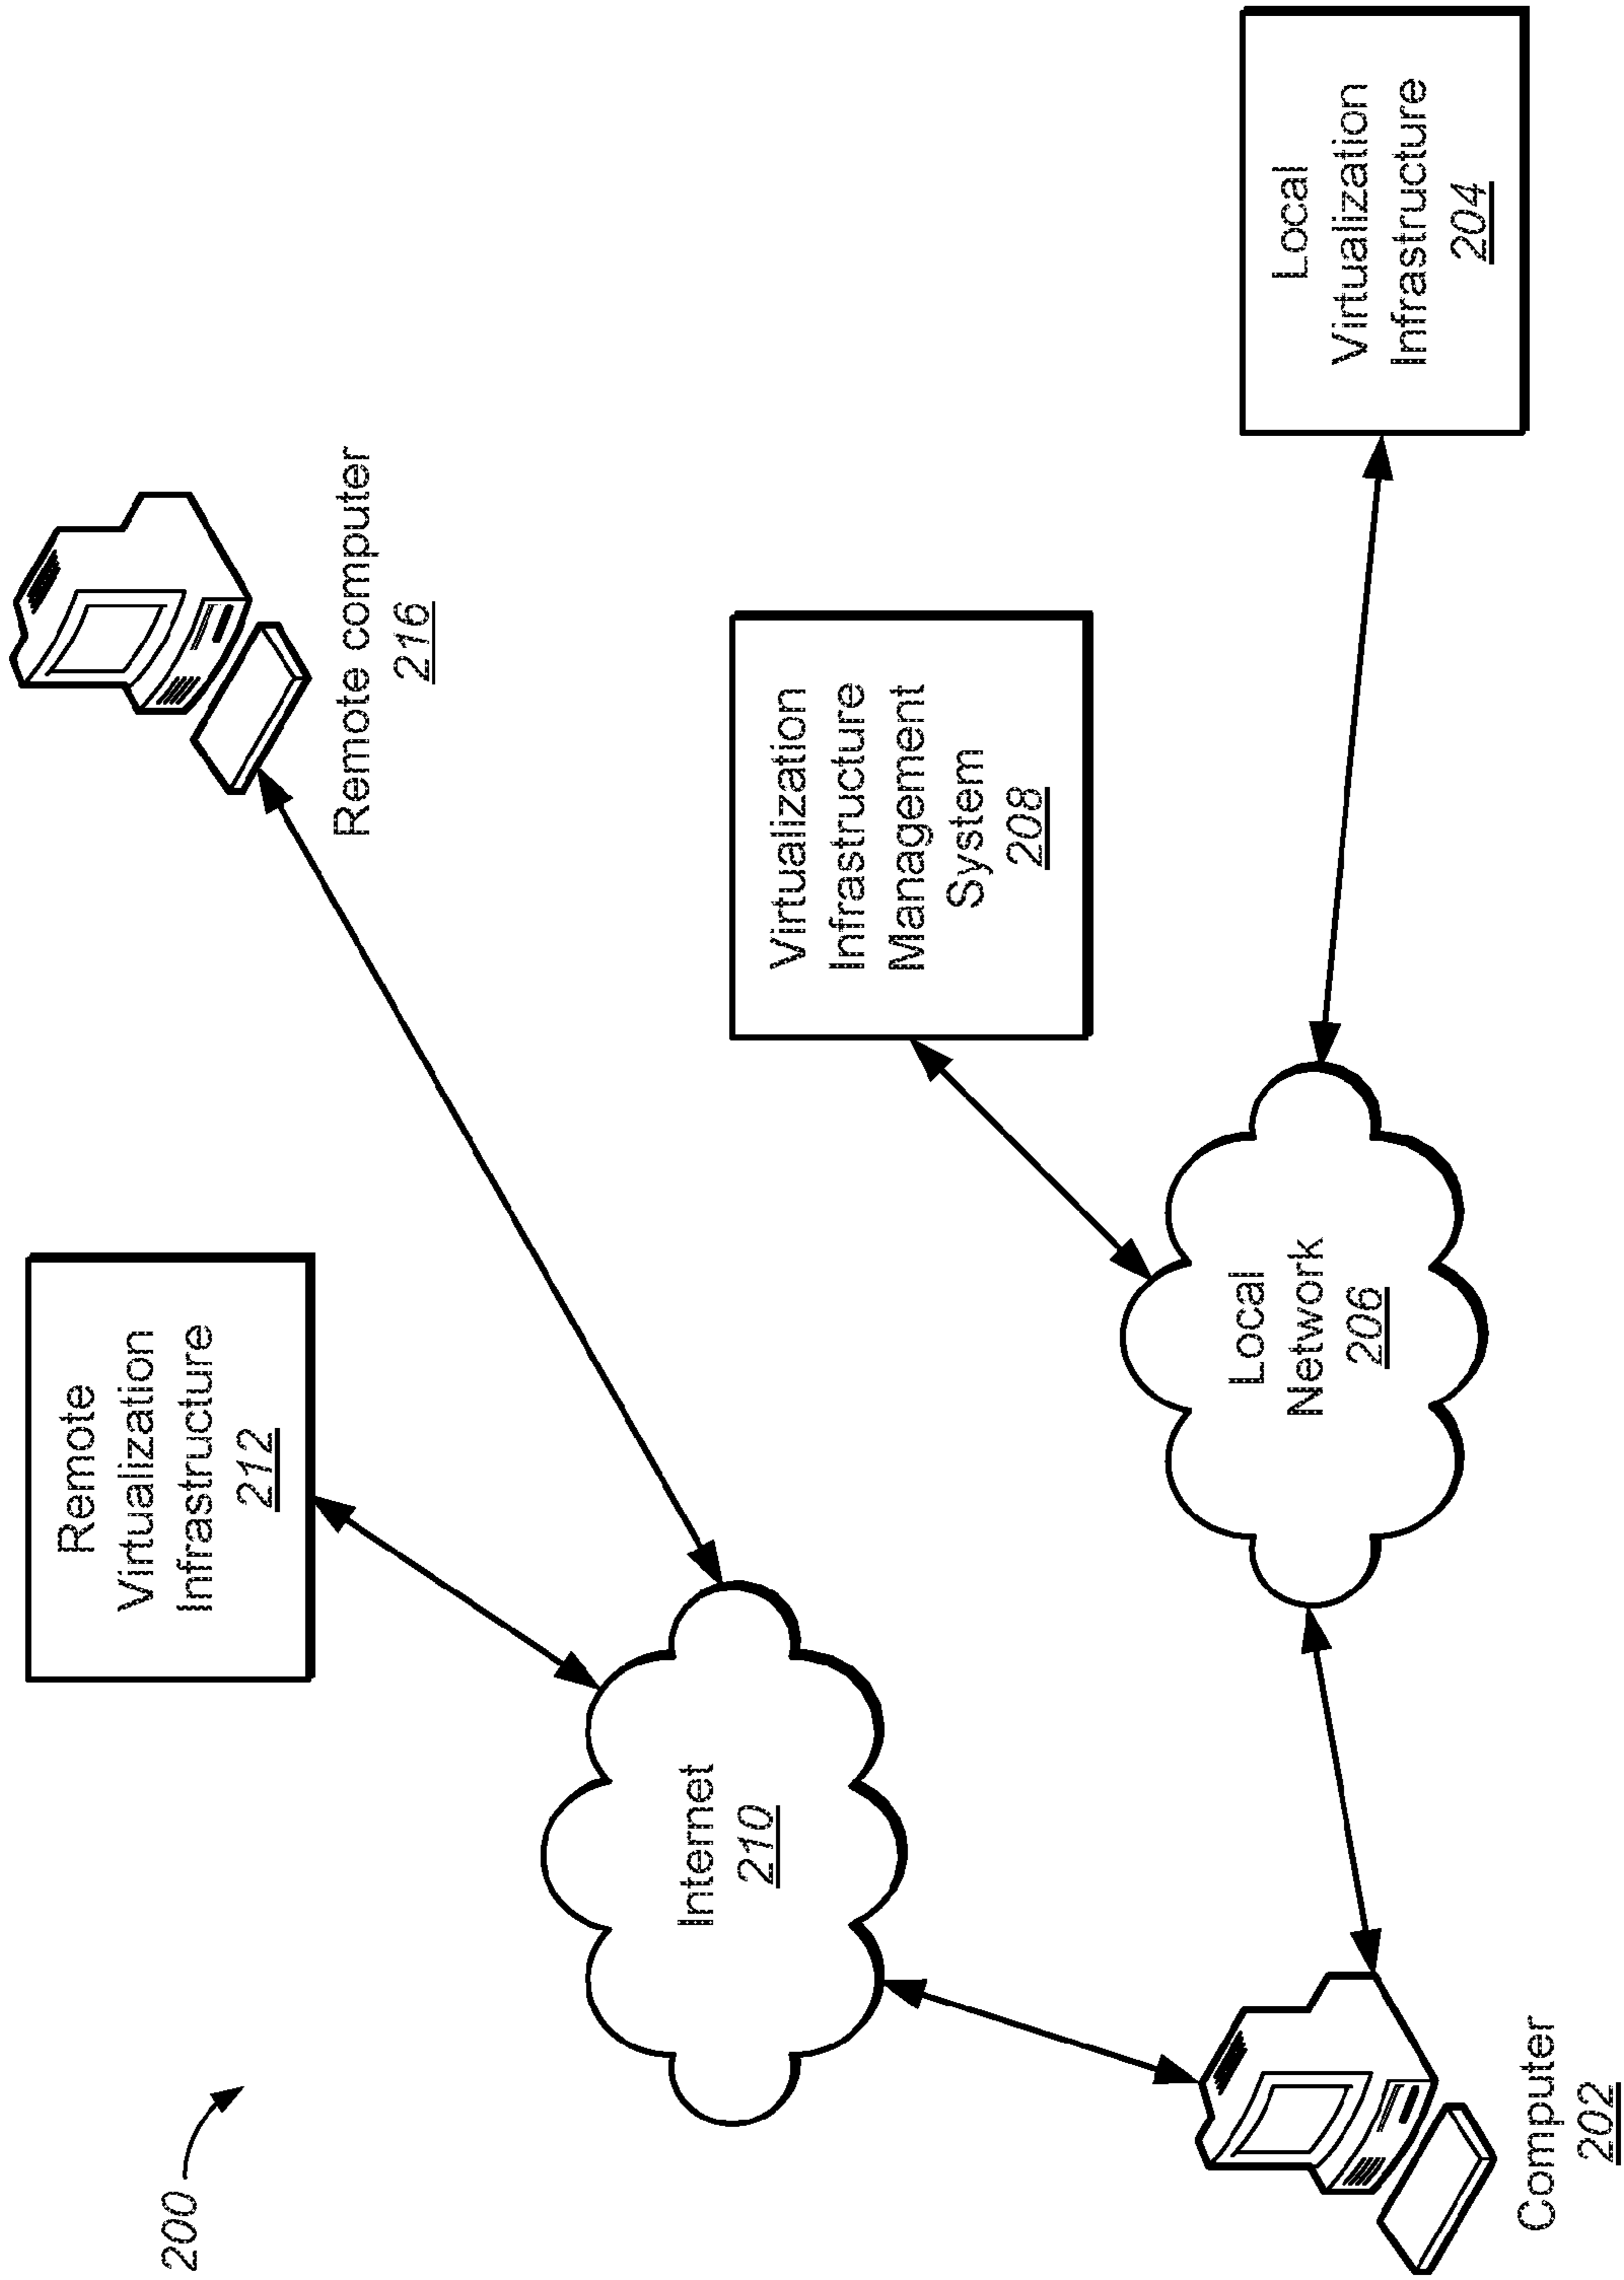 200
Remote
Virtualization
Infrastructure
212
Remote computer
216
Internet
210
Virtualization
Infrastructure
Management
System
208
Local
Network
206
Local
Virtualization
Infrastructure
204
Computer
202